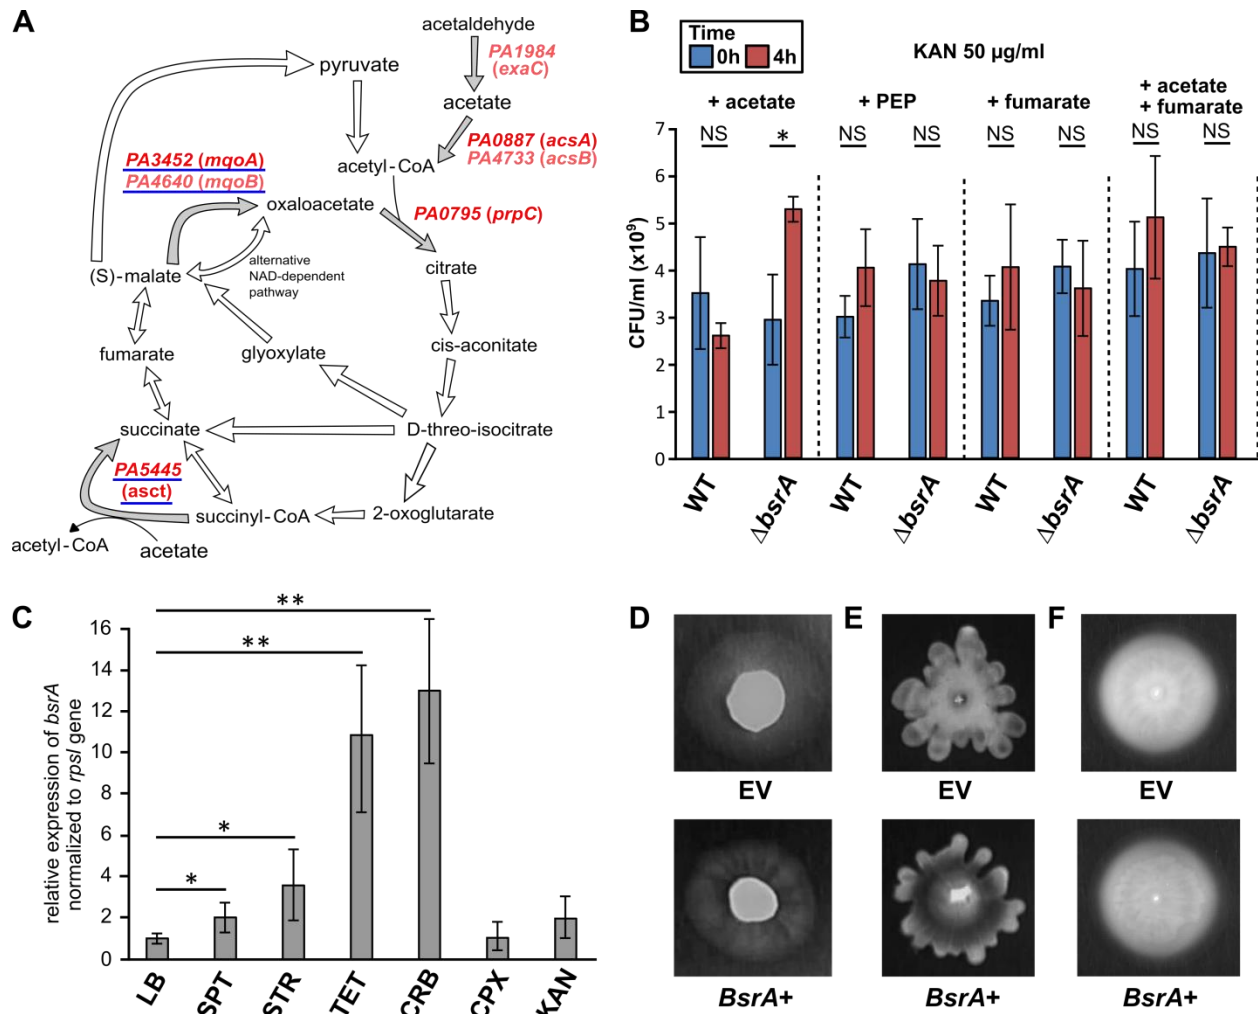 A
acetaldehyde
PA1984
(exaC)
pyruvate
acetate
PA0887 (acsA)
PA4733 (acsB)
acetyl-CoA
PA3452 (mqoA)
PA4640 (mqoB)
oxaloacetate
PA0795 (prpC)
alternative
NAD-dependent
pathway
(S)-malate
citrate
fumarate
glyoxylate
cis-aconitate
succinate
D-threo-isocitrate
PA5445
(asct)
succinyl-CoA
2-oxoglutarate
acetyl-CoA
acetate
B
Time
0h
4h
KAN 50 µg/ml
+ acetate
+ PEP
+ fumarate
+ acetate
+ fumarate
NS
*
NS
NS
NS
NS
NS
NS
CFU/ml (x10⁹)
7
6
5
4
3
2
1
0
WT
ΔbsrA
WT
ΔbsrA
WT
ΔbsrA
WT
ΔbsrA
C
relative expression of bsrA
normalized to rpsl gene
16
14
12
10
8
6
4
2
0
**
**
*
*
LB
SPT
STR
TET
CRB
CPX
KAN
D
EV
BsrA+
E
EV
BsrA+
F
EV
BsrA+